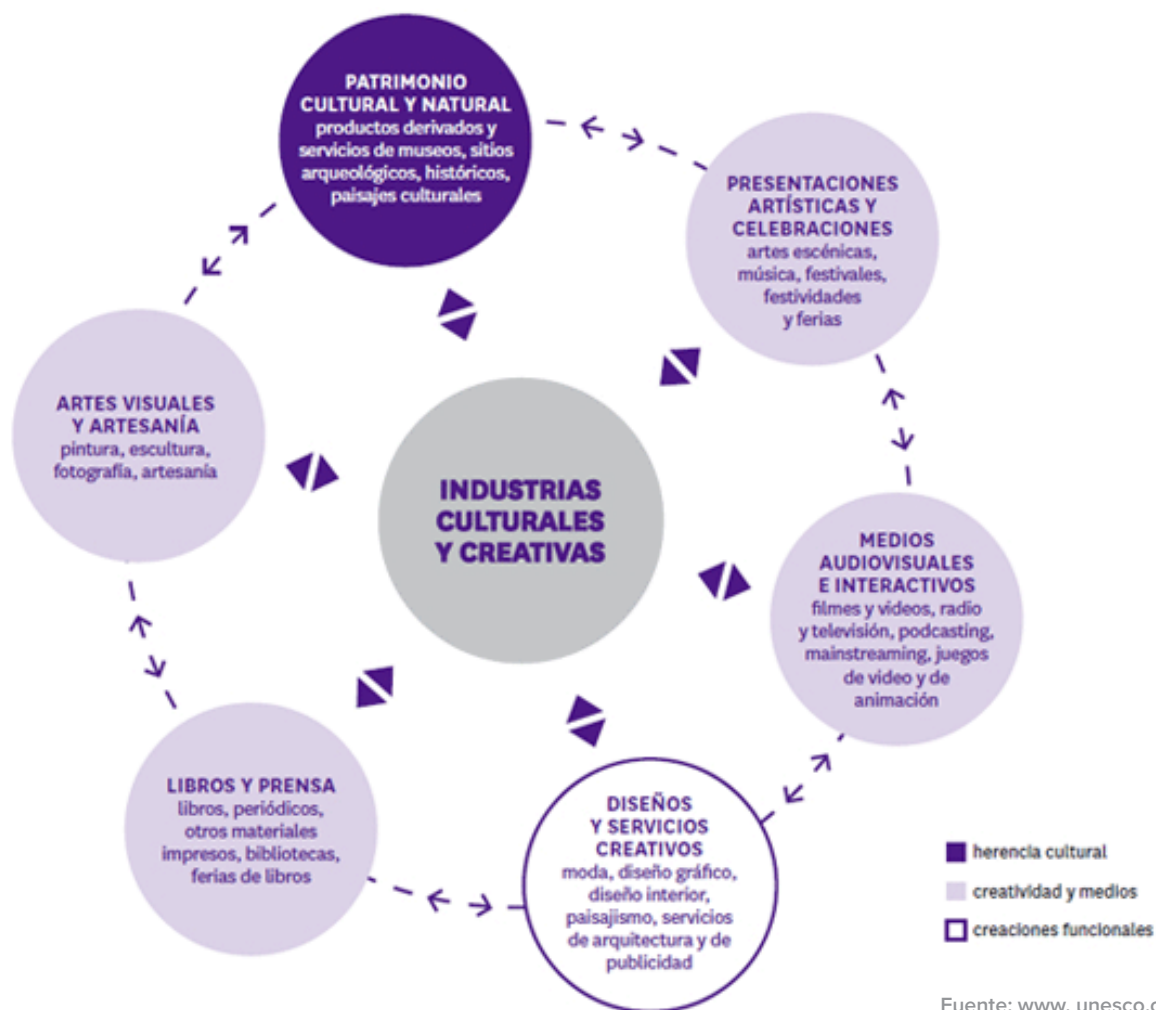 PATRIMONIO
CULTURAL Y NATURAL
productos derivados y
servicios de museos, sitios
arqueológicos, históricos,
paisajes culturales
PRESENTACIONES
ARTÍSTICAS Y
CELEBRACIONES
artes escénicas,
música, festivales,
festividades
y ferias
ARTES VISUALES
Y ARTESANÍA
pintura, escultura,
fotografía, artesanía
INDUSTRIAS
CULTURALES
Y CREATIVAS
MEDIOS
AUDIOVISUALES
E INTERACTIVOS
filmes y videos, radio
y televisión, podcasting,
mainstreaming, juegos
de video y de
animación
LIBROS Y PRENSA
libros, periódicos,
otros materiales
impresos, bibliotecas,
ferias de libros
DISEÑOS
Y SERVICIOS
CREATIVOS
moda, diseño gráfico,
diseño interior,
paisajismo, servicios
de arquitectura y de
publicidad
herencia cultural
creatividad y medios
creaciones funcionales
Fuente: www. unesco.